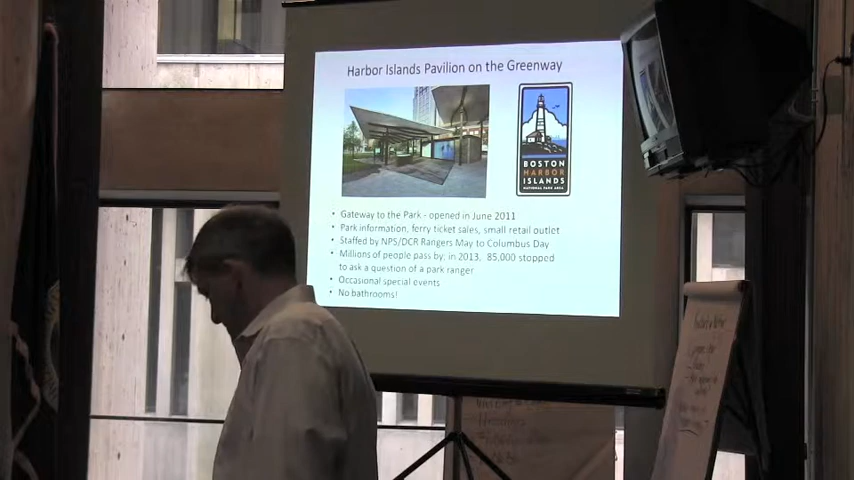 Harbor Islands Pavilion on the Greenway
BOSTON
HARBOR
ISLANDS
NATIONAL PARK AREA
• Gateway to the Park - opened in June 2011
• Park information, ferry ticket sales, small retail outlet
• Staffed by NPS/DCR Rangers May to Columbus Day
• Millions of people pass by; in 2013, 85,000 stopped
to ask a question of a park ranger
• Occasional special events
• No bathrooms!